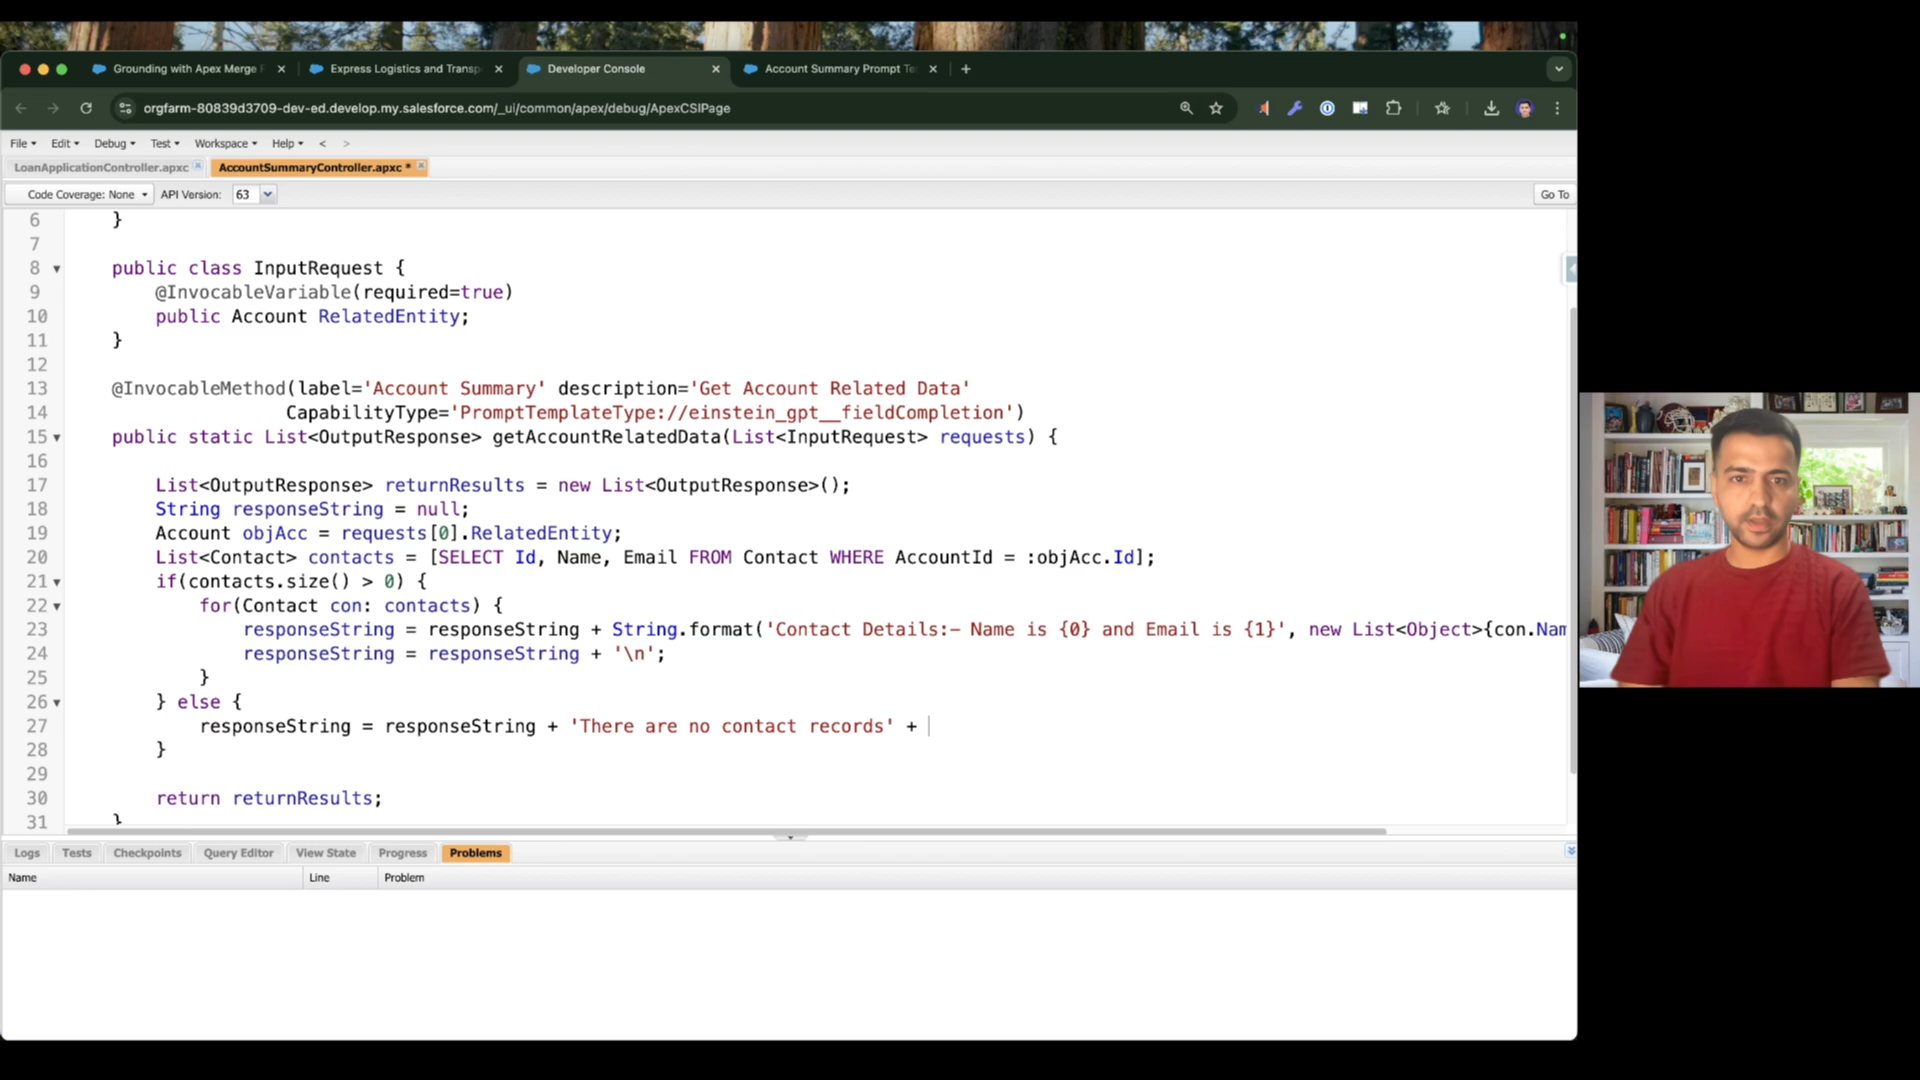 Grounding with Apex Merge
Express Logistics and Transp
Developer Console
Account Summary Prompt Te
orgfarm-80839d3709-dev-ed.develop.my.salesforce.com/_ui/common/apex/debug/ApexCSIPage
File Edit Debug Test Workspace Help < >
LoanApplicationController.apxc
AccountSummaryController.apxc *
Code Coverage: None API Version: 63 Go To
6 }
7
8 public class InputRequest {
9 @InvocableVariable(required=true)
10 public Account RelatedEntity;
11 }
12
13 @InvocableMethod(label='Account Summary' description='Get Account Related Data'
14 CapabilityType='PromptTemplateType://einstein_gpt__fieldCompletion')
15 public static List<OutputResponse> getAccountRelatedData(List<InputRequest> requests) {
16
17 List<OutputResponse> returnResults = new List<OutputResponse>();
18 String responseString = null;
19 Account objAcc = requests[0].RelatedEntity;
20 List<Contact> contacts = [SELECT Id, Name, Email FROM Contact WHERE AccountId = :objAcc.Id];
21 if(contacts.size() > 0) {
22 for(Contact con: contacts) {
23 responseString = responseString + String.format('Contact Details:- Name is {0} and Email is {1}', new List<Object>{con.Nam
24 responseString = responseString + '\n';
25 }
26 } else {
27 responseString = responseString + 'There are no contact records' +
28 }
29
30 return returnResults;
31 }
Logs Tests Checkpoints Query Editor View State Progress Problems
Name Line Problem